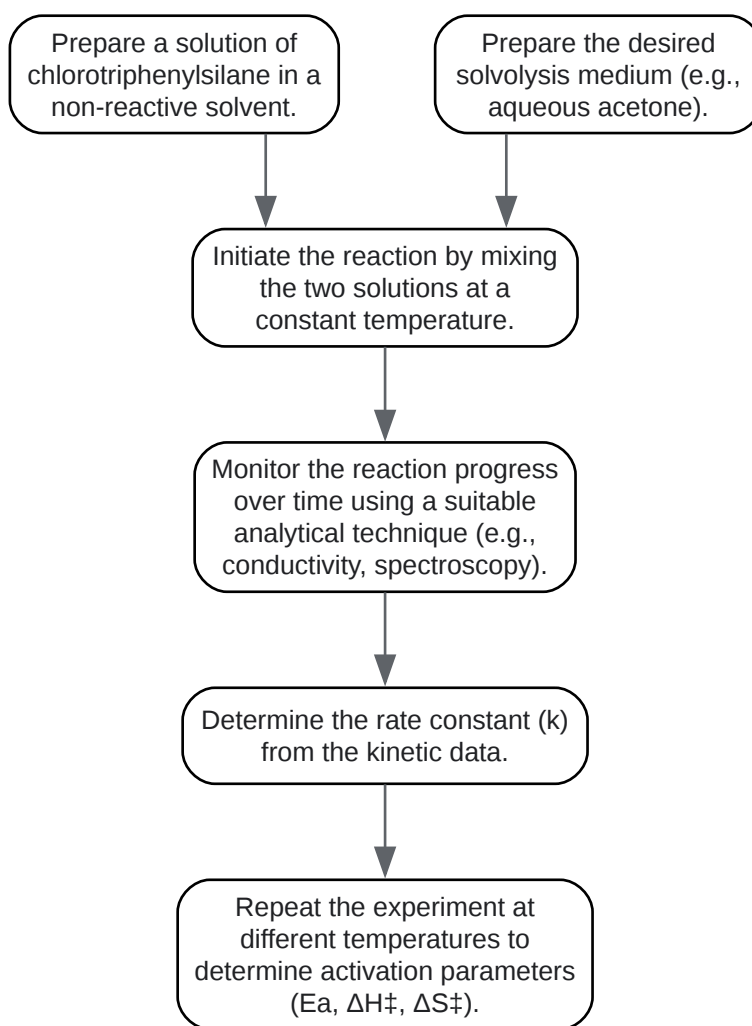 Prepare a solution of
chlorotriphenylsilane in a
non-reactive solvent.
Prepare the desired
solvolysis medium (e.g.,
aqueous acetone).
Initiate the reaction by mixing
the two solutions at a
constant temperature.
Monitor the reaction progress
over time using a suitable
analytical technique (e.g.,
conductivity, spectroscopy).
Determine the rate constant (k)
from the kinetic data.
Repeat the experiment at
different temperatures to
determine activation parameters
(Ea, ΔH‡, ΔS‡).